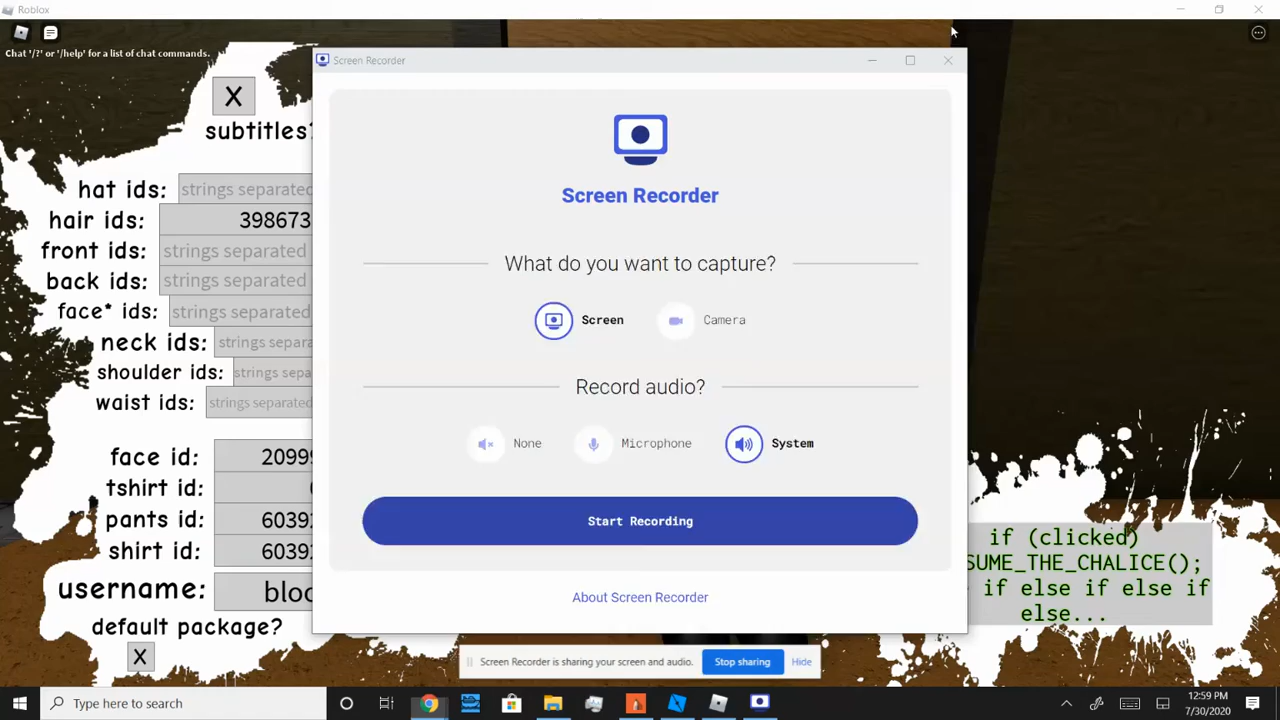 Roblox
Chat '/?' or '/help' for a list of chat commands.
X
subtitles?
hat ids: strings separated
hair ids: 398673
front ids: strings separated
back ids: strings separated
face* ids: strings separated
neck ids: strings separa
shoulder ids: strings sepa
waist ids: strings separated
face id: 2099
tshirt id:
pants id: 6039
shirt id: 6039
username: bloc
default package?
X
Screen Recorder
Screen Recorder
What do you want to capture?
Screen Camera
Record audio?
None Microphone System
Start Recording
About Screen Recorder
if (clicked)
SUME_THE_CHALICE();
if else if else if
else...
Screen Recorder is sharing your screen and audio. Stop sharing Hide
Type here to search
12:59 PM
7/30/2020